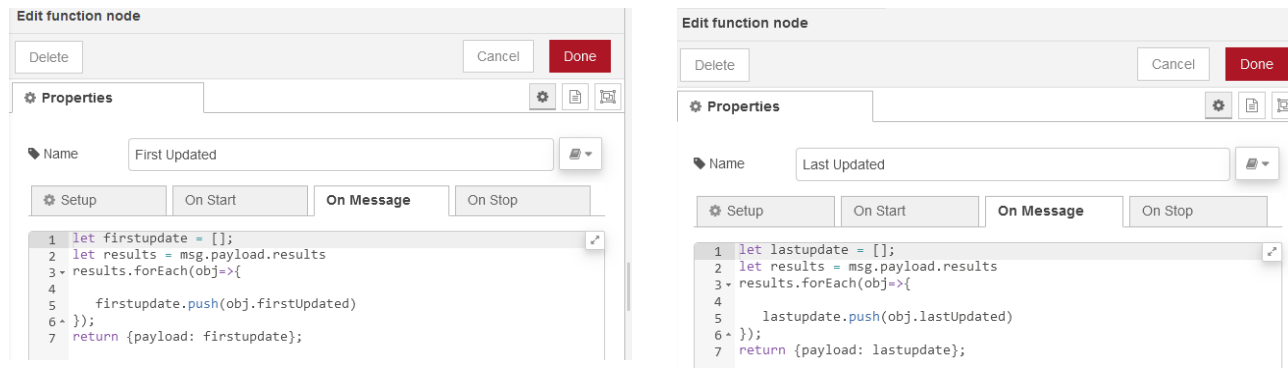 Edit function node
Delete
Cancel
Done
Properties
Name
First Updated
Setup
On Start
On Message
On Stop
1 let firstupdate = [];
2 let results = msg.payload.results
3 results.forEach(obj=>{
4
5 firstupdate.push(obj.firstUpdated)
6 });
7 return {payload: firstupdate};
Edit function node
Delete
Cancel
Done
Properties
Name
Last Updated
Setup
On Start
On Message
On Stop
1 let lastupdate = [];
2 let results = msg.payload.results
3 results.forEach(obj=>{
4
5 lastupdate.push(obj.lastUpdated)
6 });
7 return {payload: lastupdate};